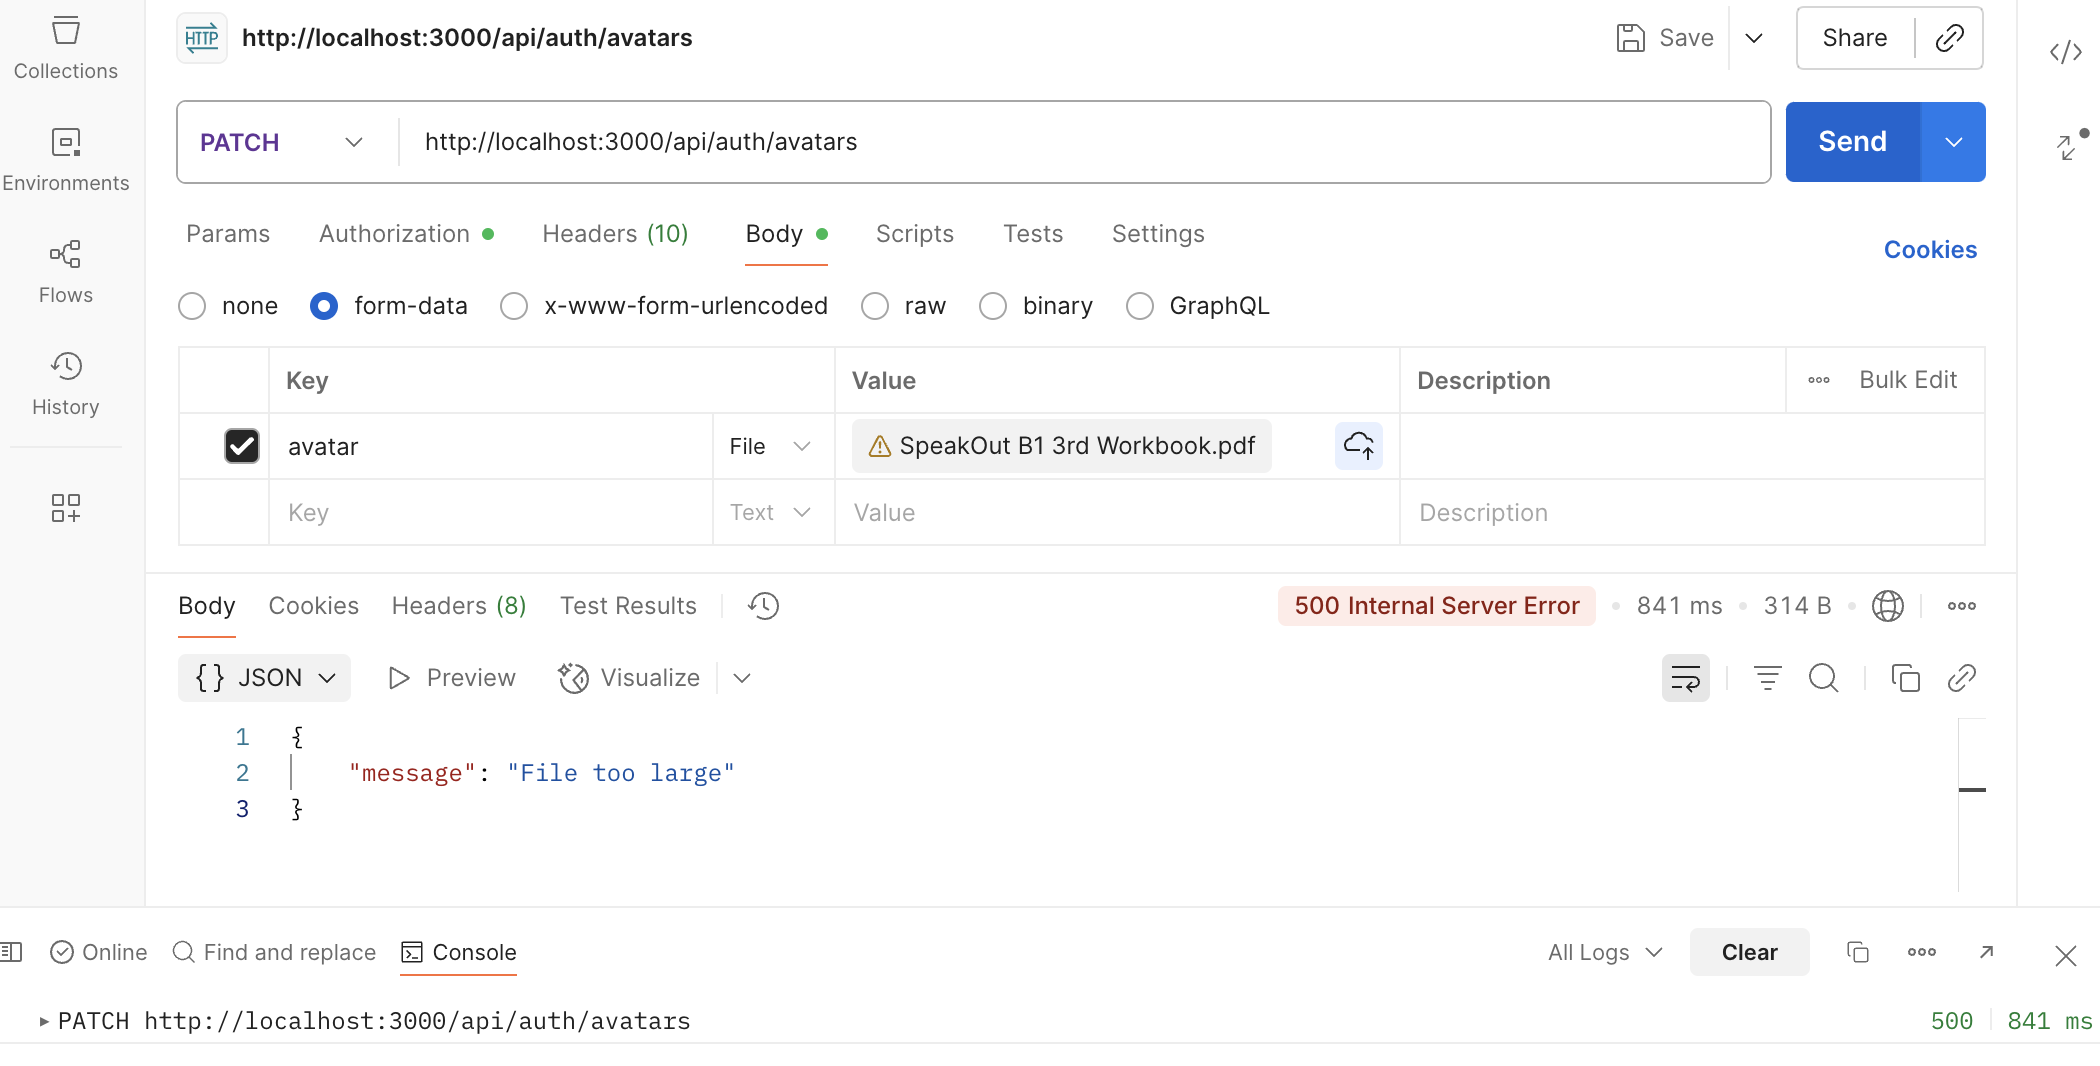 Collections
Environments
Flows
History
HTTP http://localhost:3000/api/auth/avatars
Save
Share
PATCH http://localhost:3000/api/auth/avatars
Send
Params Authorization Headers (10) Body Scripts Tests Settings
Cookies
none form-data x-www-form-urlencoded raw binary GraphQL
Key Value Description Bulk Edit
avatar File SpeakOut B1 3rd Workbook.pdf
Key Text Value Description
Body Cookies Headers (8) Test Results
500 Internal Server Error 841 ms 314 B
{} JSON Preview Visualize
1 {
2 "message": "File too large"
3 }
Online Find and replace Console
All Logs Clear
PATCH http://localhost:3000/api/auth/avatars 500 841 ms